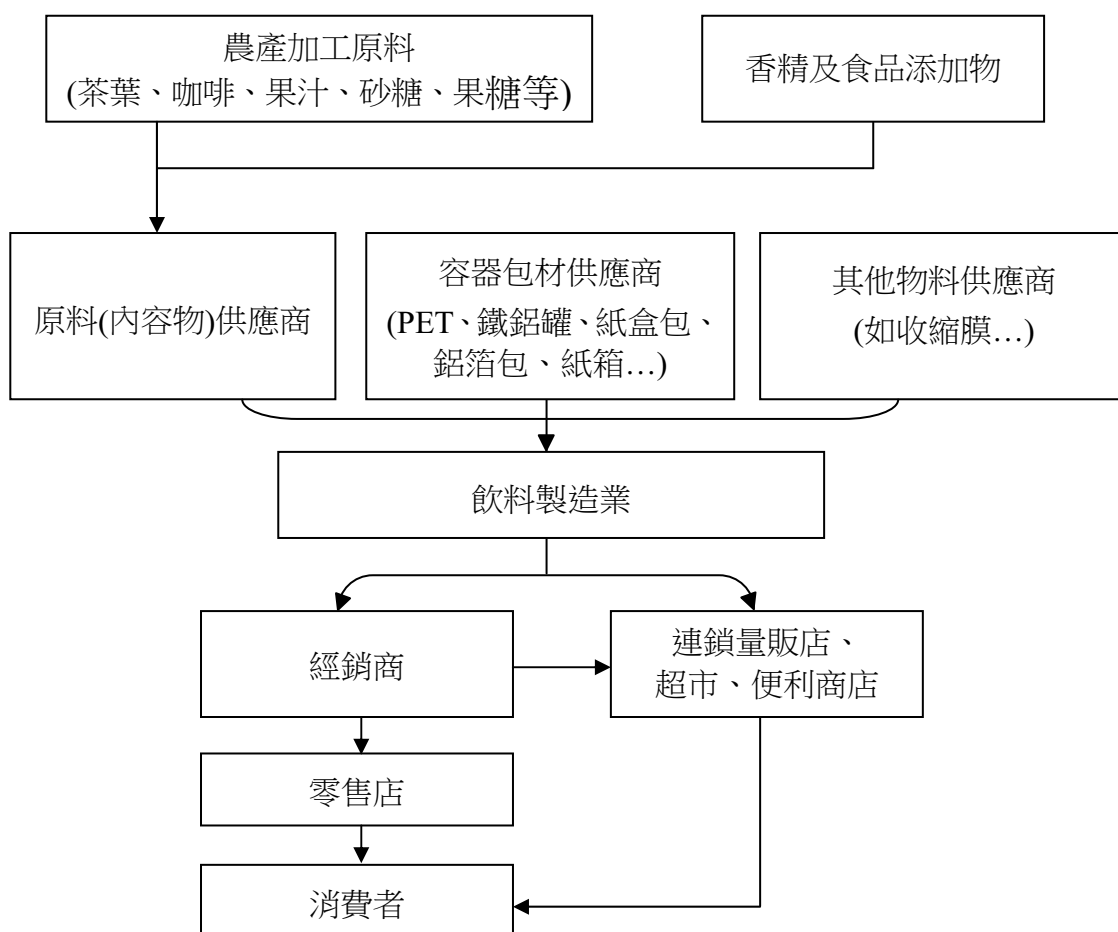 農產加工原料
(茶葉、咖啡、果汁、砂糖、果糖等)
香精及食品添加物
原料(內容物)供應商
容器包材供應商
(PET、鐵鋁罐、紙盒包、
鋁箔包、紙箱…)
其他物料供應商
(如收縮膜…)
飲料製造業
經銷商
連鎖量販店、
超市、便利商店
零售店
消費者